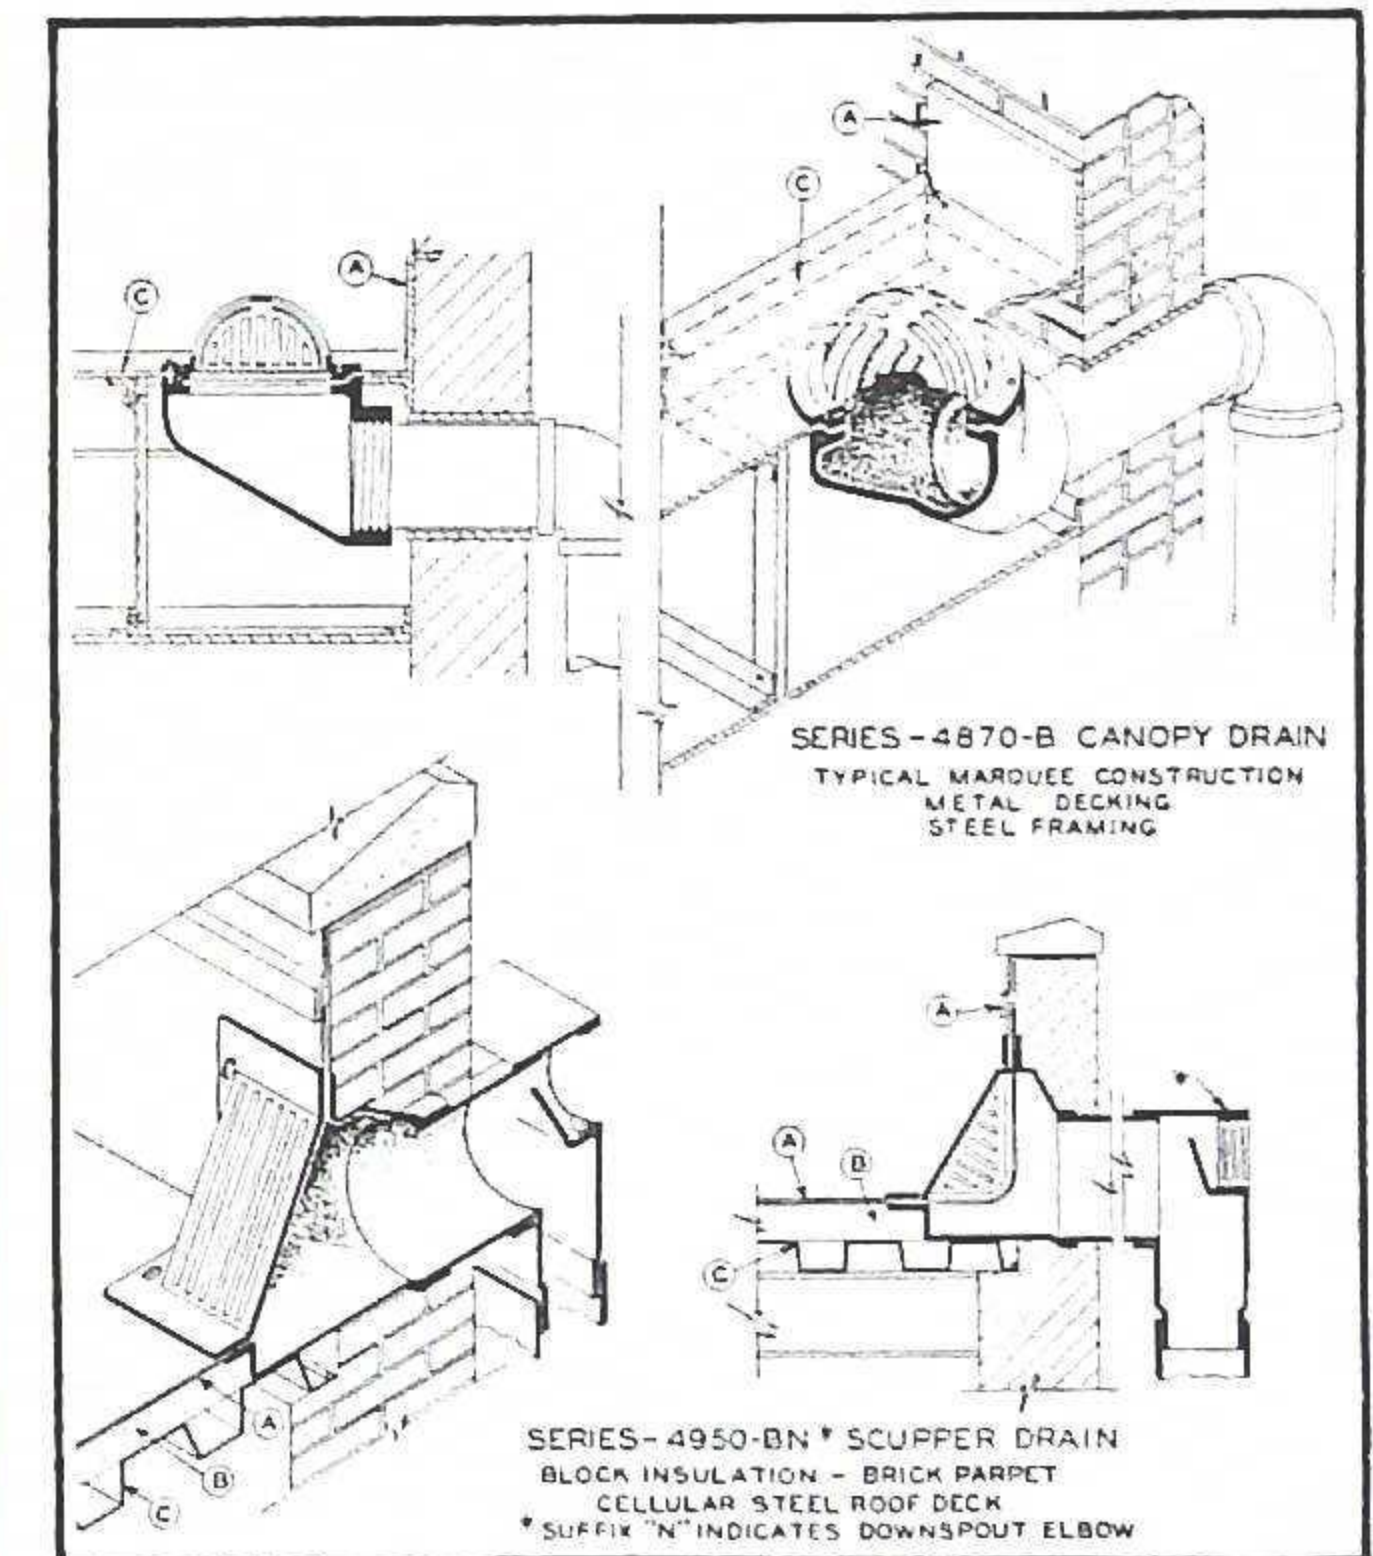 A
C
A
C
SERIES-4870-B CANOPY DRAIN
TYPICAL MARQUEE CONSTRUCTION
METAL DECKING
STEEL FRAMING
A
A
B
C
A
B
C
SERIES-4950-BN* SCUPPER DRAIN
BLOCK INSULATION - BRICK PARPET
CELLULAR STEEL ROOF DECK
*SUFFIX "N" INDICATES DOWNSPOUT ELBOW